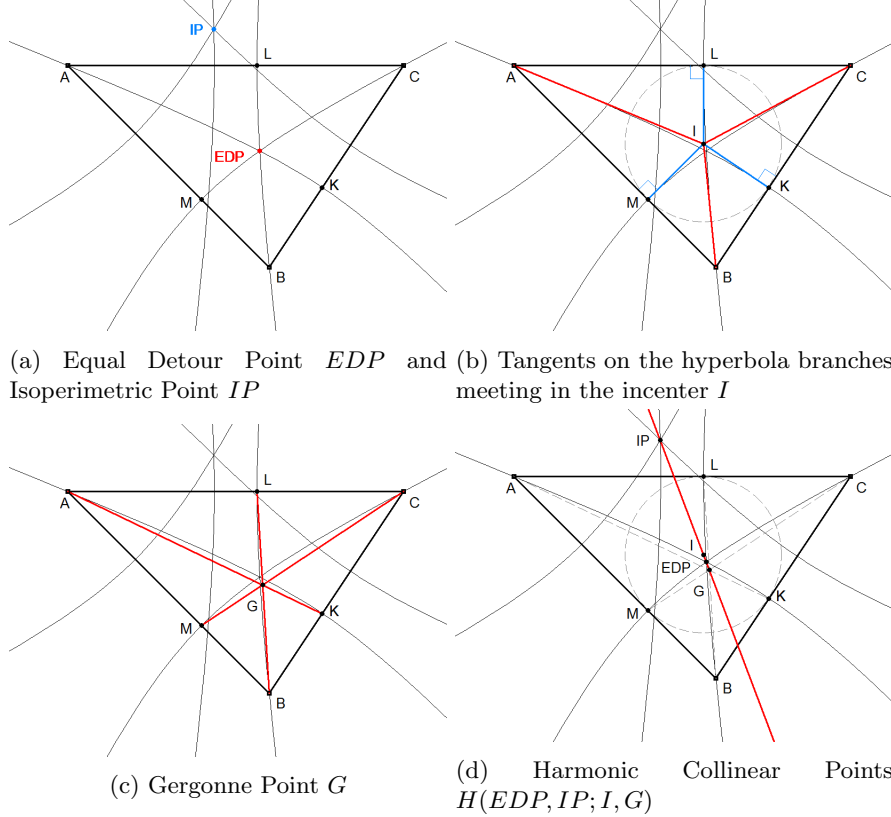 IP
L
A
C
EDP
M
K
B
L
A
C
I
M
K
B
(a) Equal Detour Point EDP and Isoperimetric Point IP
(b) Tangents on the hyperbola branches meeting in the incenter I
L
A
C
G
M
K
B
IP
L
A
C
I
EDP
G
M
K
B
(c) Gergonne Point G
(d) Harmonic Collinear Points
H(EDP, IP; I, G)